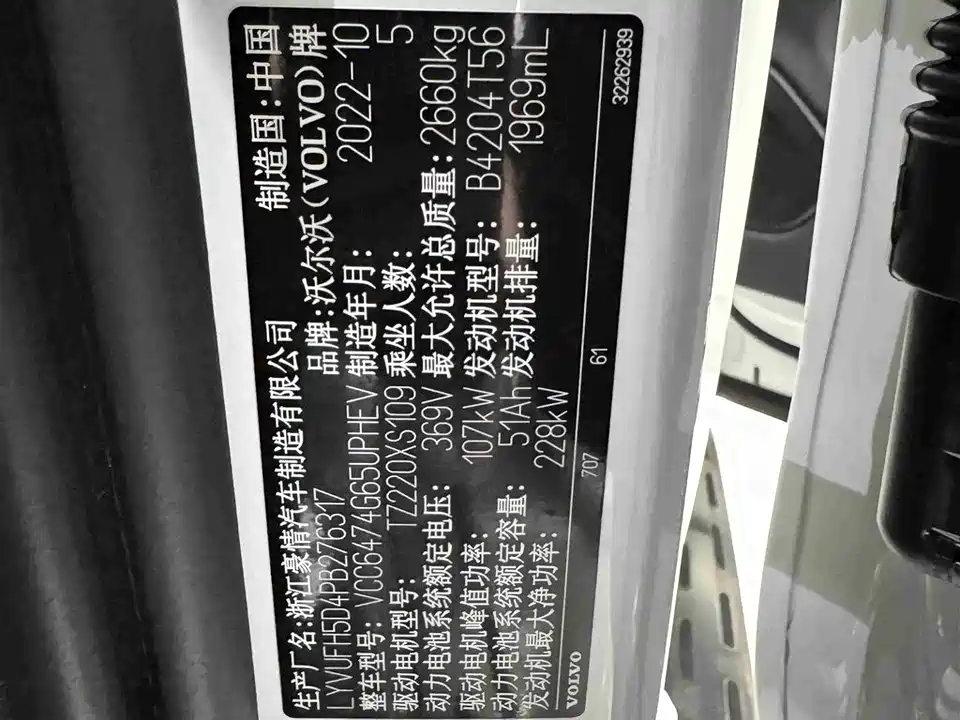 生产厂名:浙江豪情汽车制造有限公司 制造国:中国
LYVUFH5D4PB276317 品牌:沃尔沃(VOLVO)牌
整车型号: VCC6474G65UPHEV 制造年月: 2022-10
驱动电机型号: TZ220XS109 乘坐人数: 5
动力电池系统额定电压: 369V 最大允许总质量:2660kg
驱动电机峰值功率: 107kW 发动机型号: B4204T56
动力电池系统额定容量: 51Ah 发动机排量: 1969mL
发动机最大净功率: 228kW
VOLVO 707 61 32262939